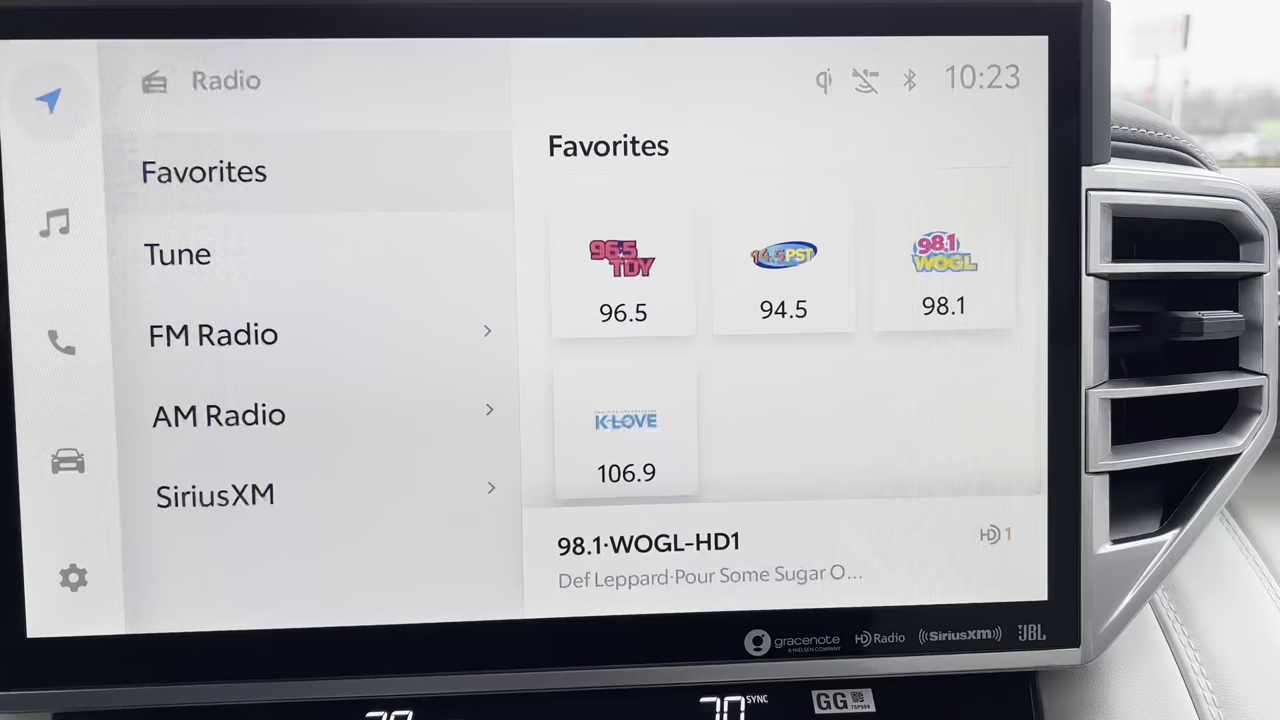 Radio
10:23
Favorites
Tune
FM Radio
AM Radio
SiriusXM
Favorites
96.5 TDY
96.5
94.5 PST
94.5
98.1 WOGL
98.1
K-LOVE
106.9
98.1·WOGL-HD1
HD 1
Def Leppard·Pour Some Sugar O...
gracenote
A NIELSEN COMPANY
HD Radio
((SiriusXM))
JBL
70
SYNC
GG